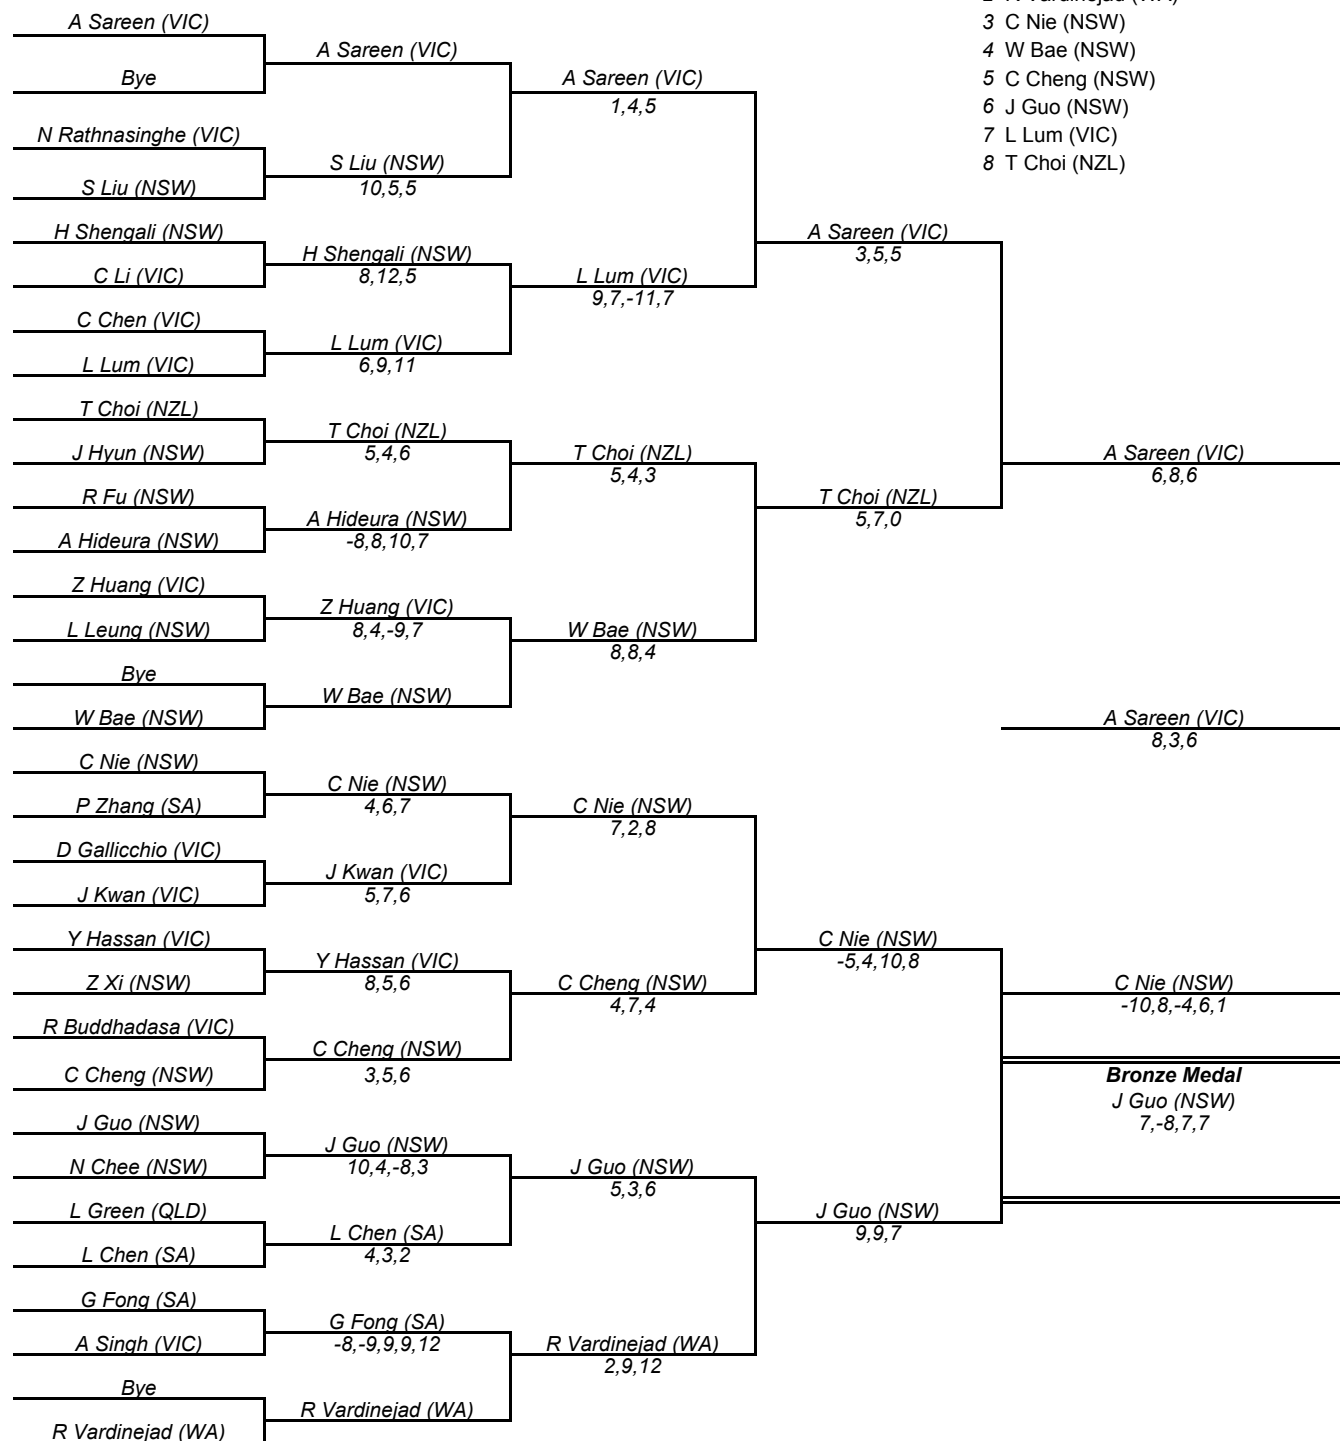 3 C Nie (NSW)
4 W Bae (NSW)
5 C Cheng (NSW)
6 J Guo (NSW)
7 L Lum (VIC)
8 T Choi (NZL)
A Sareen (VIC)
Bye
N Rathnasinghe (VIC)
S Liu (NSW)
H Shengali (NSW)
C Li (VIC)
C Chen (VIC)
L Lum (VIC)
T Choi (NZL)
J Hyun (NSW)
R Fu (NSW)
A Hideura (NSW)
Z Huang (VIC)
L Leung (NSW)
Bye
W Bae (NSW)
C Nie (NSW)
P Zhang (SA)
D Gallicchio (VIC)
J Kwan (VIC)
Y Hassan (VIC)
Z Xi (NSW)
R Buddhadasa (VIC)
C Cheng (NSW)
J Guo (NSW)
N Chee (NSW)
L Green (QLD)
L Chen (SA)
G Fong (SA)
A Singh (VIC)
Bye
R Vardinejad (WA)
A Sareen (VIC)
S Liu (NSW)
10,5,5
H Shengali (NSW)
8,12,5
L Lum (VIC)
6,9,11
T Choi (NZL)
5,4,6
A Hideura (NSW)
-8,8,10,7
Z Huang (VIC)
8,4,-9,7
W Bae (NSW)
C Nie (NSW)
4,6,7
J Kwan (VIC)
5,7,6
Y Hassan (VIC)
8,5,6
C Cheng (NSW)
3,5,6
J Guo (NSW)
10,4,-8,3
L Chen (SA)
4,3,2
G Fong (SA)
-8,-9,9,9,12
R Vardinejad (WA)
A Sareen (VIC)
1,4,5
L Lum (VIC)
9,7,-11,7
T Choi (NZL)
5,4,3
W Bae (NSW)
8,8,4
C Nie (NSW)
7,2,8
C Cheng (NSW)
4,7,4
J Guo (NSW)
5,3,6
R Vardinejad (WA)
2,9,12
A Sareen (VIC)
3,5,5
T Choi (NZL)
5,7,0
C Nie (NSW)
-5,4,10,8
J Guo (NSW)
9,9,7
A Sareen (VIC)
6,8,6
A Sareen (VIC)
8,3,6
C Nie (NSW)
-10,8,-4,6,1
Bronze Medal
J Guo (NSW)
7,-8,7,7